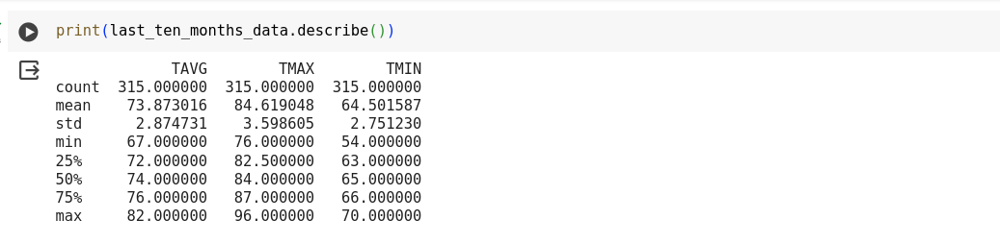 print(last_ten_months_data.describe())
TAVG TMAX TMIN
count 315.000000 315.000000 315.000000
mean 73.873016 84.619048 64.501587
std 2.874731 3.598605 2.751230
min 67.000000 76.000000 54.000000
25% 72.000000 82.500000 63.000000
50% 74.000000 84.000000 65.000000
75% 76.000000 87.000000 66.000000
max 82.000000 96.000000 70.000000